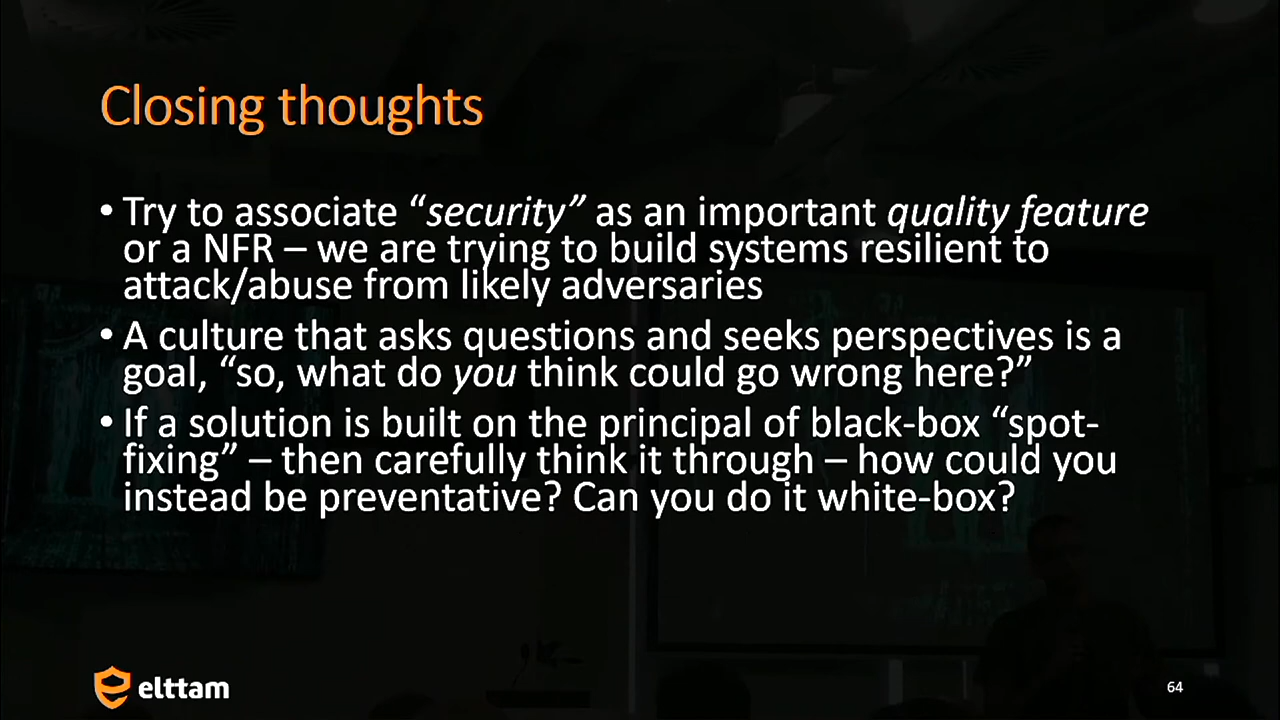 Closing thoughts
• Try to associate “security” as an important quality feature
or a NFR – we are trying to build systems resilient to
attack/abuse from likely adversaries
• A culture that asks questions and seeks perspectives is a
goal, “so, what do you think could go wrong here?”
• If a solution is built on the principal of black-box “spot-
fixing” – then carefully think it through – how could you
instead be preventative? Can you do it white-box?
elttam
64